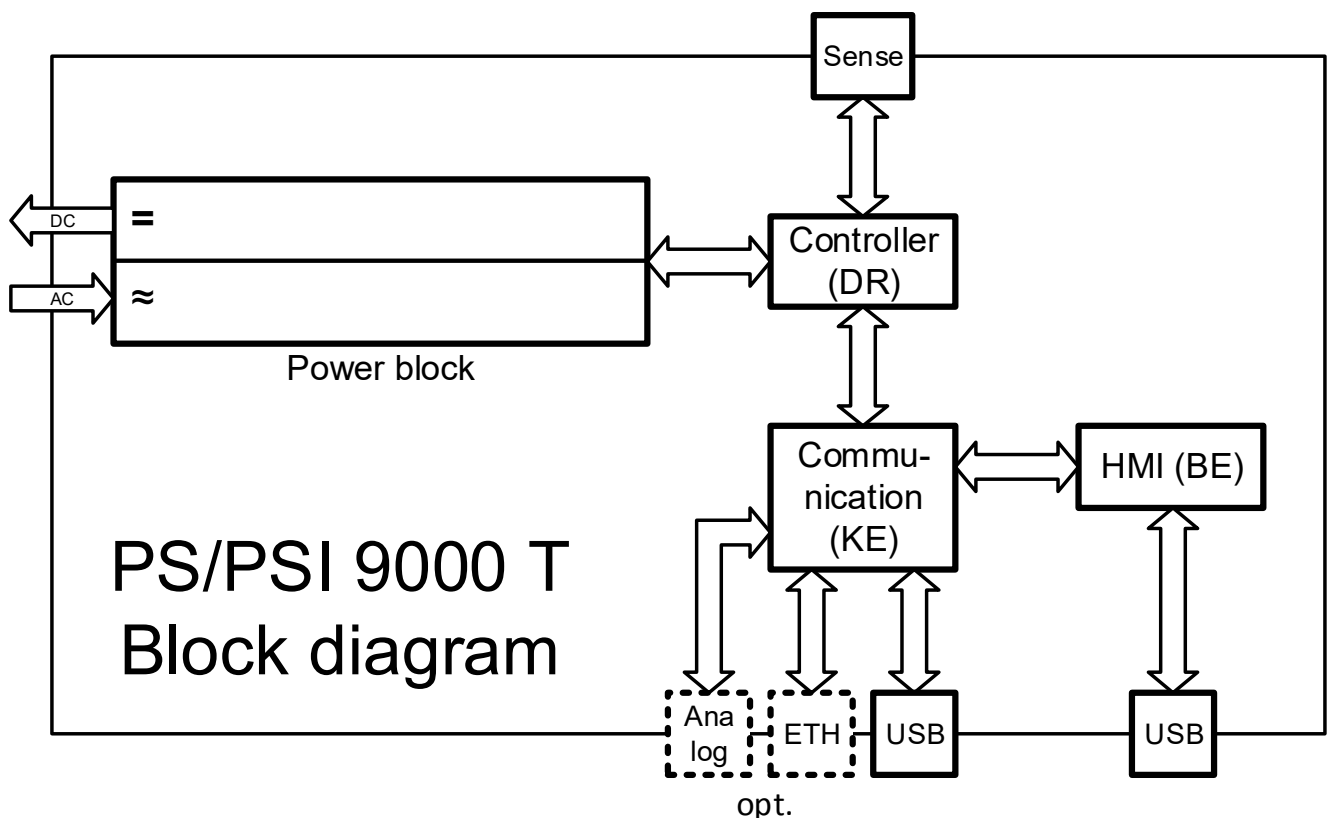 Sense
DC
=
AC
≈
Power block
Controller
(DR)
Commu-
nication
(KE)
HMI (BE)
PS/PSI 9000 T
Block diagram
Ana
log
ETH
USB
USB
opt.